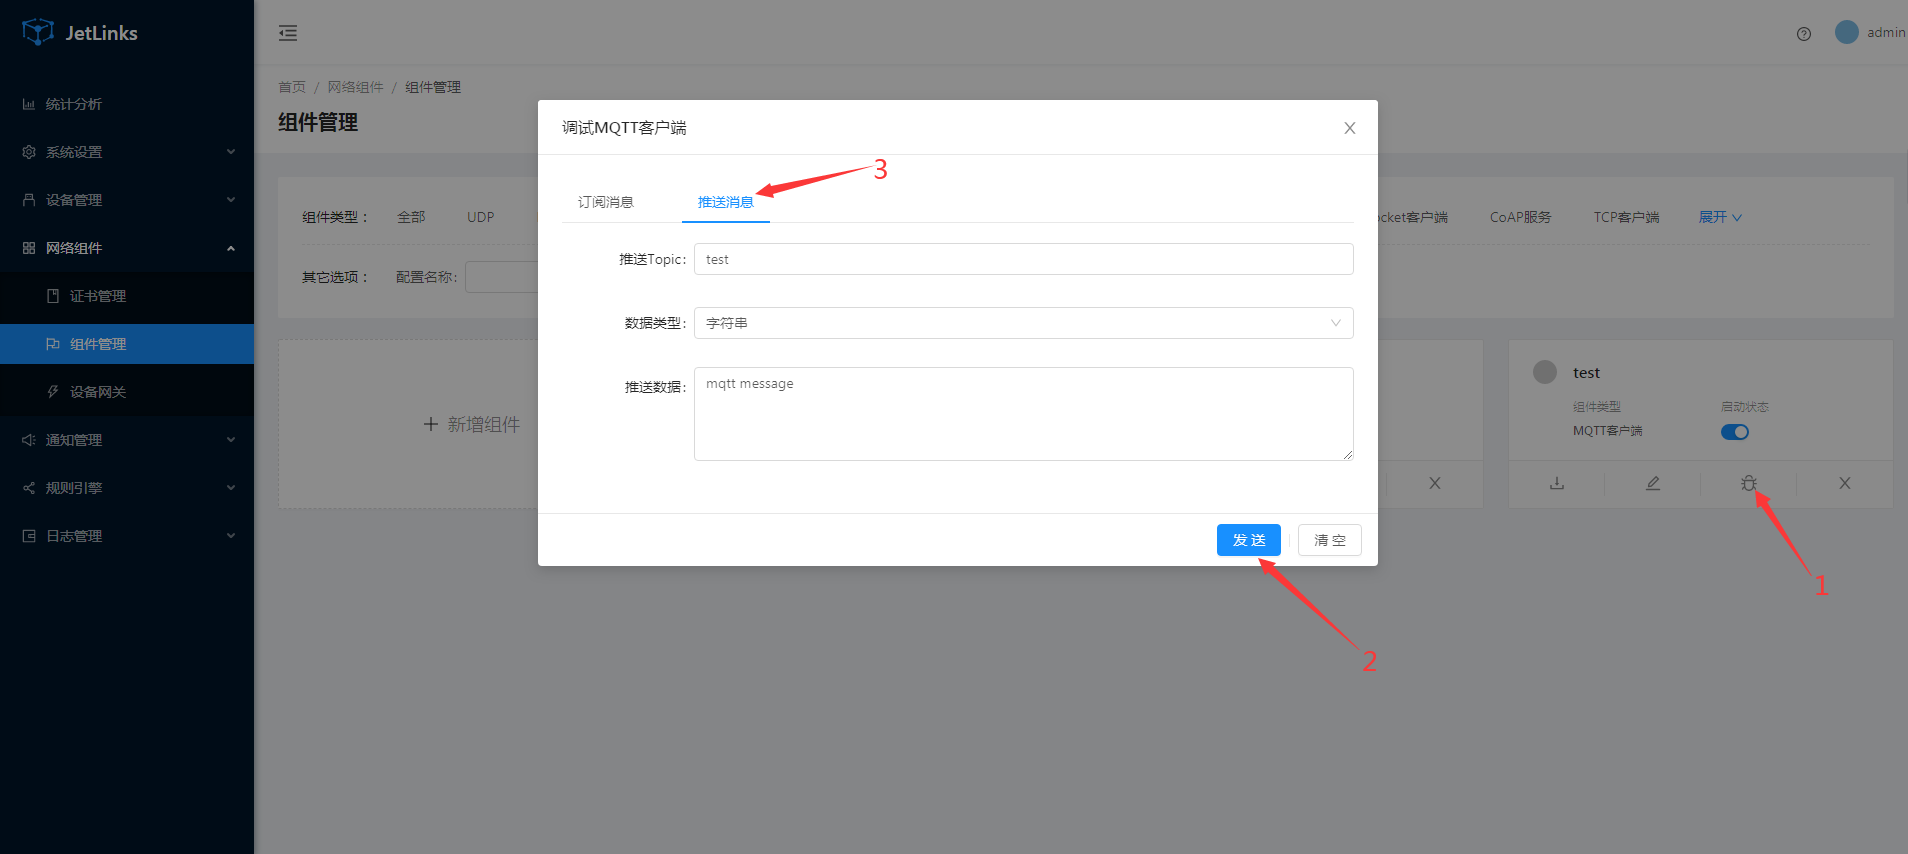 JetLinks
admin
统计分析
系统设置
设备管理
网络组件
证书管理
组件管理
设备网关
通知管理
规则引擎
日志管理
首页 / 网络组件 / 组件管理
组件管理
组件类型： 全部 UDP
ocket客户端 CoAP服务 TCP客户端 展开
其它选项： 配置名称:
新增组件
调试MQTT客户端
3
订阅消息 推送消息
推送Topic: test
数据类型: 字符串
推送数据: mqtt message
发 送 清 空
2
test
组件类型 启动状态
MQTT客户端
1